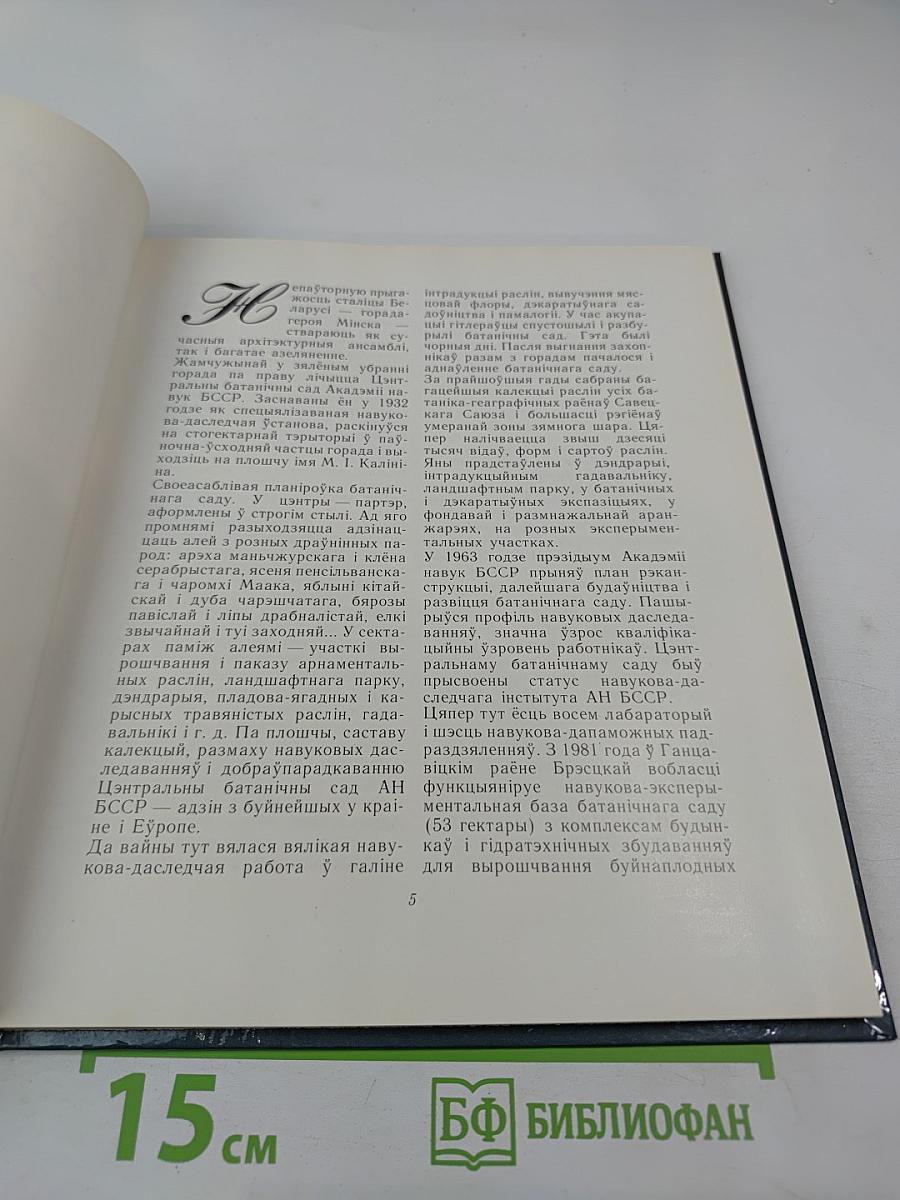 Непаўторную прыга-
жосць сталіцы Бе-
ларусі — горада-
героя Мінска —
ствараюць як су-
часныя архітэктурныя ансамблі,
так і багатае азеляненне.
Жамчужынай у зялёным убранні
горада па праву лічыцца Цэнт-
ральны батанічны сад Акадэміі на-
вук БССР. Заснаваны ён у 1932
годзе як спецыялізаваная навуко-
ва-даследчая ўстанова, раскінуўся
на стогектарнай тэрыторыі ў паў-
ночна-ўсходняй частцы горада і вы-
ходзіць на плошчу імя М. І. Каліні-
на.
Своеасаблівая планіроўка батаніч-
нага саду. У цэнтры — партэр,
аформлены ў строгім стылі. Ад яго
промнямі разыходзяцца адзінац-
цаць алей з розных драўнінных па-
род: арэха маньчжурскага і клёна
серабрыстага, ясеня пенсільванска-
га і чаромхі Маака, яблыні кітай-
скай і дуба чарэшчатага, бярозы
павіслай і ліпы драбналістай, елкі
звычайнай і туі заходняй... У секта-
рах паміж алеямі — участкі вы-
рошчвання і паказу арнаменталь-
ных раслін, ландшафтнага парку,
дэндрарыя, пладова-ягадных і ка-
рысных травяністых раслін, гада-
вальнікі і г. д. Па плошчы, саставу
калекцый, размаху навуковых дас-
ледаванняў і добраўпарадкаванню
Цэнтральны батанічны сад АН
БССР — адзін з буйнейшых у краі-
не і Еўропе.
Да вайны тут вялася вялікая наву-
кова-даследчая работа ў галіне
інтрадукцыі раслін, вывучэння мяс-
цовай флоры, дэкаратыўнага са-
доўніцтва і памалогіі. У час акупа-
цыі гітлераўцы спустошылі і разбу-
рылі батанічны сад. Гэта былі
чорныя дні. Пасля выгнання захоп-
нікаў разам з горадам пачалося і
аднаўленне батанічнага саду.
За прайшоўшыя гады сабраны ба-
гацейшыя калекцыі раслін усіх ба-
таніка-геаграфічных раёнаў Савец-
кага Саюза і большасці рэгіёнаў
умеранай зоны зямнога шара. Ця-
пер налічваецца звыш дзесяці
тысяч відаў, форм і сартоў раслін.
Яны прадстаўлены ў дэндрарыі,
інтрадукцыйным гадавальніку,
ландшафтным парку, у батанічных
і дэкаратыўных экспазіцыях, у
фондавай і размнажальнай аран-
жарэях, на розных эксперымен-
тальных участках.
У 1963 годзе прэзідыум Акадэміі
навук БССР прыняў план рэкан-
струкцыі, далейшага будаўніцтва і
развіцця батанічнага саду. Пашы-
рыўся профіль навуковых даследа-
ванняў, значна ўзрос кваліфіка-
цыйны ўзровень работнікаў. Цэнт-
ральнаму батанічнаму саду быў
прысвоены статус навукова-да-
следчага інстытута АН БССР.
Цяпер тут ёсць восем лабараторый
і шэсць навукова-дапаможных пад-
раздзяленняў. З 1981 года ў Ганца-
віцкім раёне Брэсцкай вобласці
функцыяніруе навукова-эксперы-
ментальная база батанічнага саду
(53 гектары) з комплексам будын-
каў і гідратэхнічных збудаванняў
для вырошчвання буйнаплодных
5
15 см
БФ БИБЛИОФАН